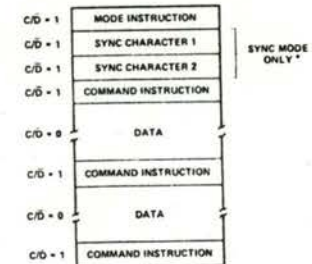 C/D̅ = 1 MODE INSTRUCTION
C/D̅ = 1 SYNC CHARACTER 1
C/D̅ = 1 SYNC CHARACTER 2
SYNC MODE
ONLY *
C/D̅ = 1 COMMAND INSTRUCTION
C/D̅ = 0 DATA
C/D̅ = 1 COMMAND INSTRUCTION
C/D̅ = 0 DATA
C/D̅ = 1 COMMAND INSTRUCTION